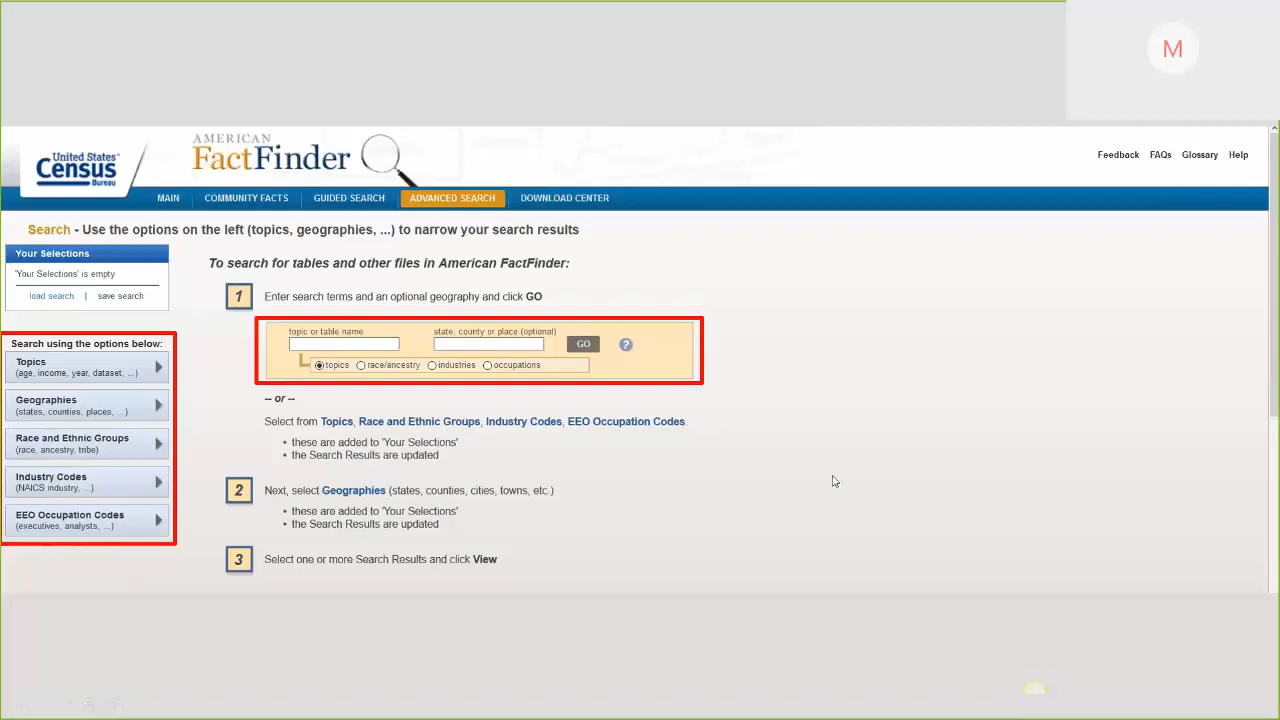 M
United States
Census
Bureau
AMERICAN
FactFinder
Feedback FAQs Glossary Help
MAIN COMMUNITY FACTS GUIDED SEARCH ADVANCED SEARCH DOWNLOAD CENTER
Search - Use the options on the left (topics, geographies, ...) to narrow your search results
Your Selections
'Your Selections' is empty
load search | save search
Search using the options below:
Topics
(age, income, year, dataset, ...)
Geographies
(states, counties, places, ...)
Race and Ethnic Groups
(race, ancestry, tribe)
Industry Codes
(NAICS industry, ...)
EEO Occupation Codes
(executives, analysts, ...)
To search for tables and other files in American FactFinder:
1 Enter search terms and an optional geography and click GO
topic or table name state, county or place (optional)
GO ?
topics race/ancestry industries occupations
-- or --
Select from Topics, Race and Ethnic Groups, Industry Codes, EEO Occupation Codes.
• these are added to 'Your Selections'
• the Search Results are updated
2 Next, select Geographies (states, counties, cities, towns, etc.)
• these are added to 'Your Selections'
• the Search Results are updated
3 Select one or more Search Results and click View